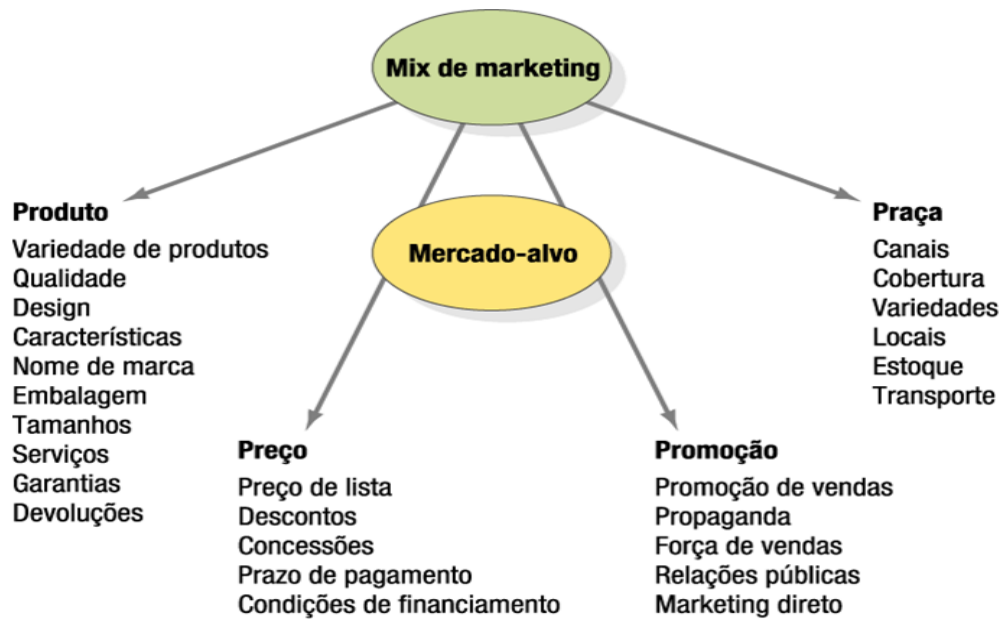 Mix de marketing
Mercado-alvo
Produto
Variedade de produtos
Qualidade
Design
Características
Nome de marca
Embalagem
Tamanhos
Serviços
Garantias
Devoluções
Preço
Preço de lista
Descontos
Concessões
Prazo de pagamento
Condições de financiamento
Promoção
Promoção de vendas
Propaganda
Força de vendas
Relações públicas
Marketing direto
Praça
Canais
Cobertura
Variedades
Locais
Estoque
Transporte